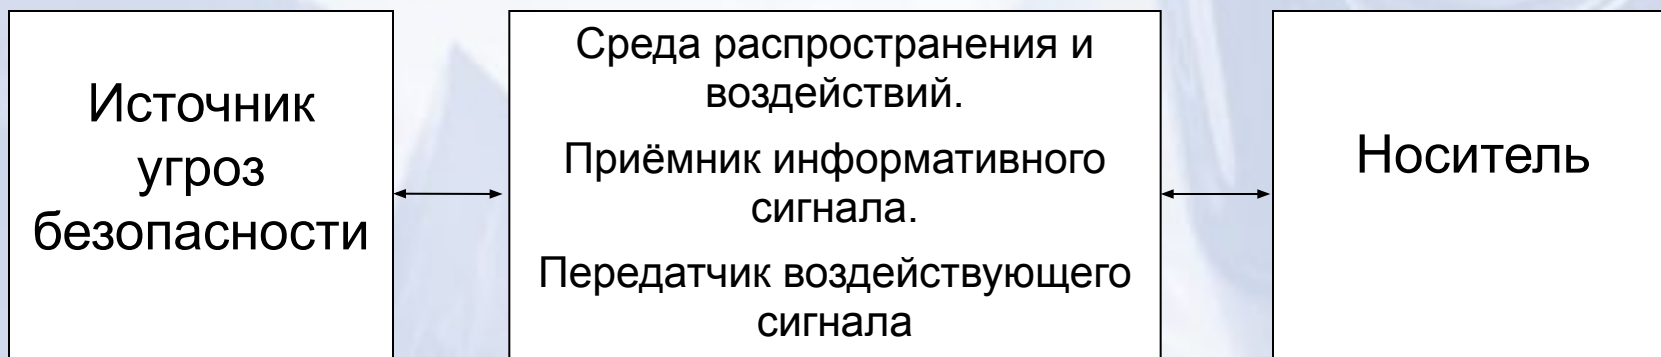 Источник
угроз
безопасности
Среда распространения и
воздействий.
Приёмник информативного
сигнала.
Передатчик воздействующего
сигнала
Носитель